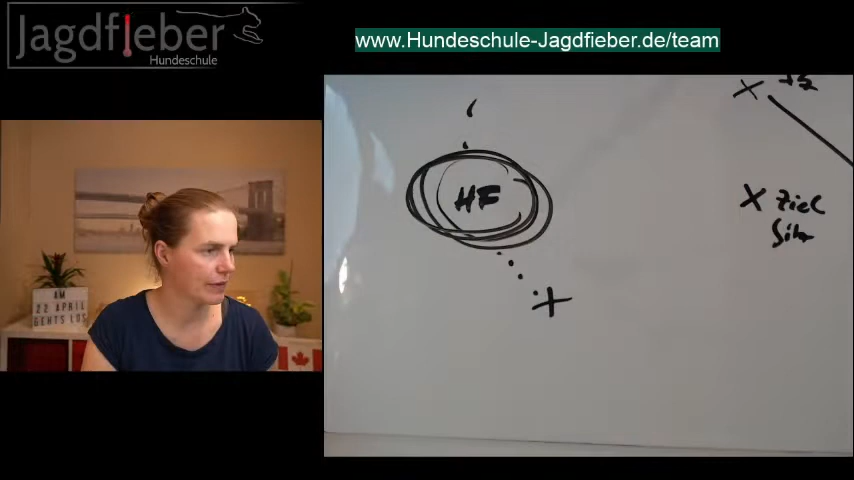 Jagdfieber
Hundeschule
www.Hundeschule-Jagdfieber.de/team
HF
x Ziel
AM
22 APRIL
GEHTS LOS